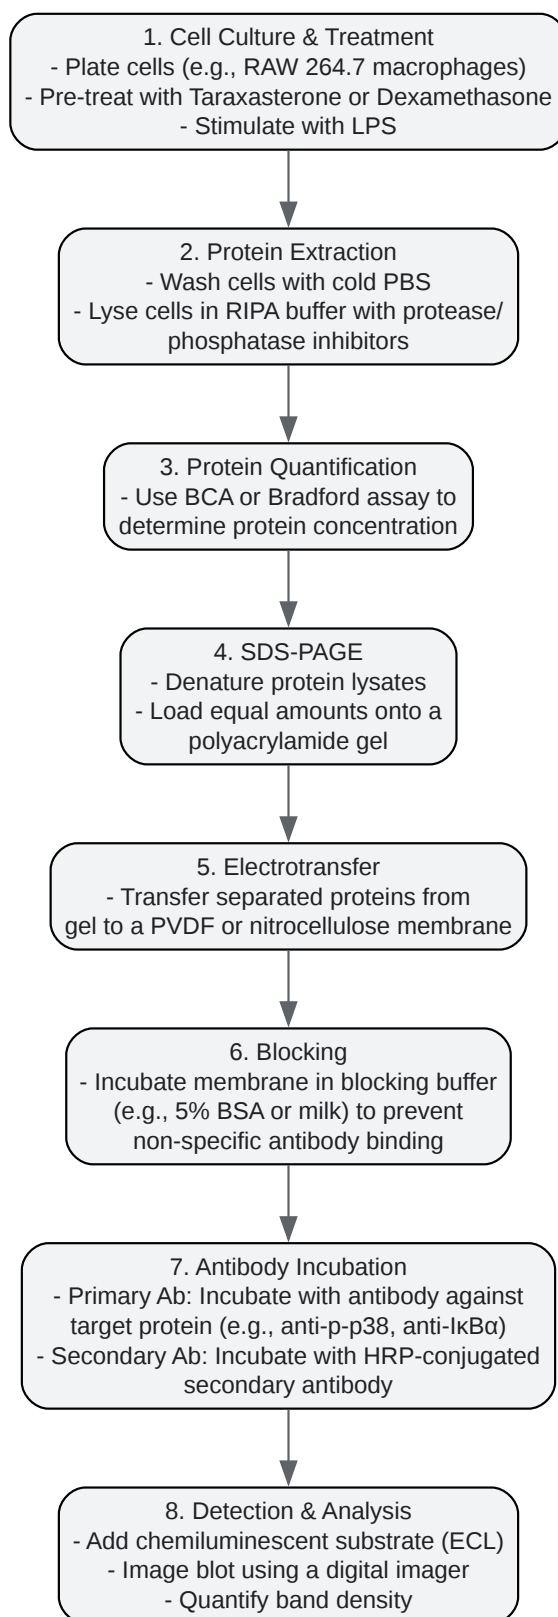 1. Cell Culture & Treatment
- Plate cells (e.g., RAW 264.7 macrophages)
- Pre-treat with Taraxasterone or Dexamethasone
- Stimulate with LPS
2. Protein Extraction
- Wash cells with cold PBS
- Lyse cells in RIPA buffer with protease/
phosphatase inhibitors
3. Protein Quantification
- Use BCA or Bradford assay to
determine protein concentration
4. SDS-PAGE
- Denature protein lysates
- Load equal amounts onto a
polyacrylamide gel
5. Electrotransfer
- Transfer separated proteins from
gel to a PVDF or nitrocellulose membrane
6. Blocking
- Incubate membrane in blocking buffer
(e.g., 5% BSA or milk) to prevent
non-specific antibody binding
7. Antibody Incubation
- Primary Ab: Incubate with antibody against
target protein (e.g., anti-p-p38, anti-IκBα)
- Secondary Ab: Incubate with HRP-conjugated
secondary antibody
8. Detection & Analysis
- Add chemiluminescent substrate (ECL)
- Image blot using a digital imager
- Quantify band density